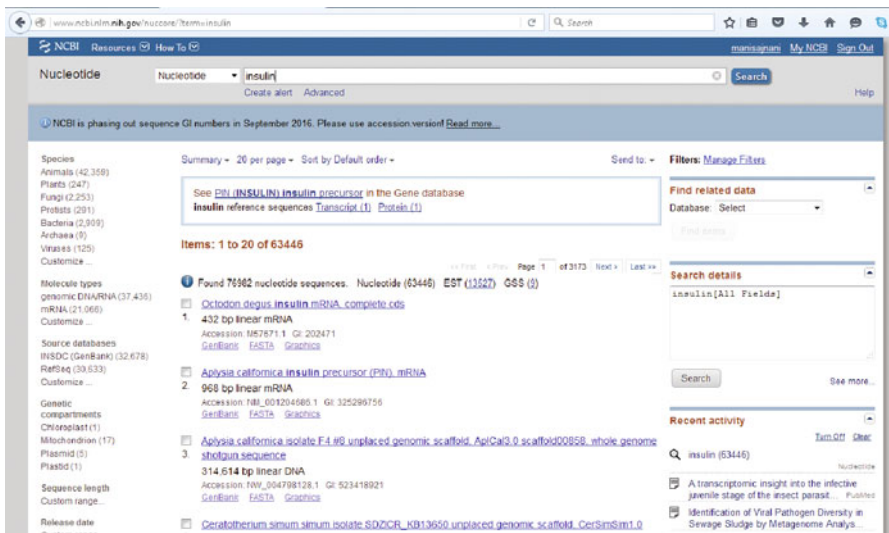 www.ncbi.nlm.nih.gov/nuccore/?term=insulin
Search
NCBI Resources How To
manisajnani My NCBI Sign Out
Nucleotide
Nucleotide insulin Search
Create alert Advanced
Help
NCBI is phasing out sequence GI numbers in September 2016. Please use accession.version! Read more...
Species
Animals (42,359)
Plants (247)
Fungi (2,253)
Protists (291)
Bacteria (2,909)
Archaea (9)
Viruses (125)
Customize ...
Molecule types
genomic DNA/RNA (37,435)
mRNA (21,066)
Customize ...
Source databases
INSDC (GenBank) (32,678)
RefSeq (30,633)
Customize ...
Genetic
compartments
Chloroplast (1)
Mitochondrion (17)
Plasmid (5)
Plastid (1)
Sequence length
Custom range...
Release date
Summary 20 per page Sort by Default order Send to:
See PIN (INSULIN) insulin precursor in the Gene database
insulin reference sequences Transcript (1) Protein (1)
Items: 1 to 20 of 63446
<< First < Prev Page 1 of 3173 Next > Last >>
Found 76982 nucleotide sequences. Nucleotide (63446) EST (13527) GSS (9)
Octodon degus insulin mRNA, complete cds
1. 432 bp linear mRNA
Accession: M57671.1 GI: 202471
GenBank FASTA Graphics
Aplysia californica insulin precursor (PIN), mRNA
2. 968 bp linear mRNA
Accession: NM_001204686.1 GI: 325296756
GenBank FASTA Graphics
Aplysia californica isolate F4 #8 unplaced genomic scaffold, AplCal3.0 scaffold00858, whole genome
3. shotgun sequence
314,614 bp linear DNA
Accession: NW_004798128.1 GI: 523418921
GenBank FASTA Graphics
Ceratotherium simum simum isolate SDZICR_KB13650 unplaced genomic scaffold, CerSimSim1.0
Filters: Manage Filters
Find related data
Database: Select
Find items
Search details
insulin[All Fields]
Search
See more...
Recent activity
Turn Off Clear
insulin (63446)
Nucleotide
A transcriptomic insight into the infective
juvenile stage of the insect parasit... PubMed
Identification of Viral Pathogen Diversity in
Sewage Sludge by Metagenome Analys...